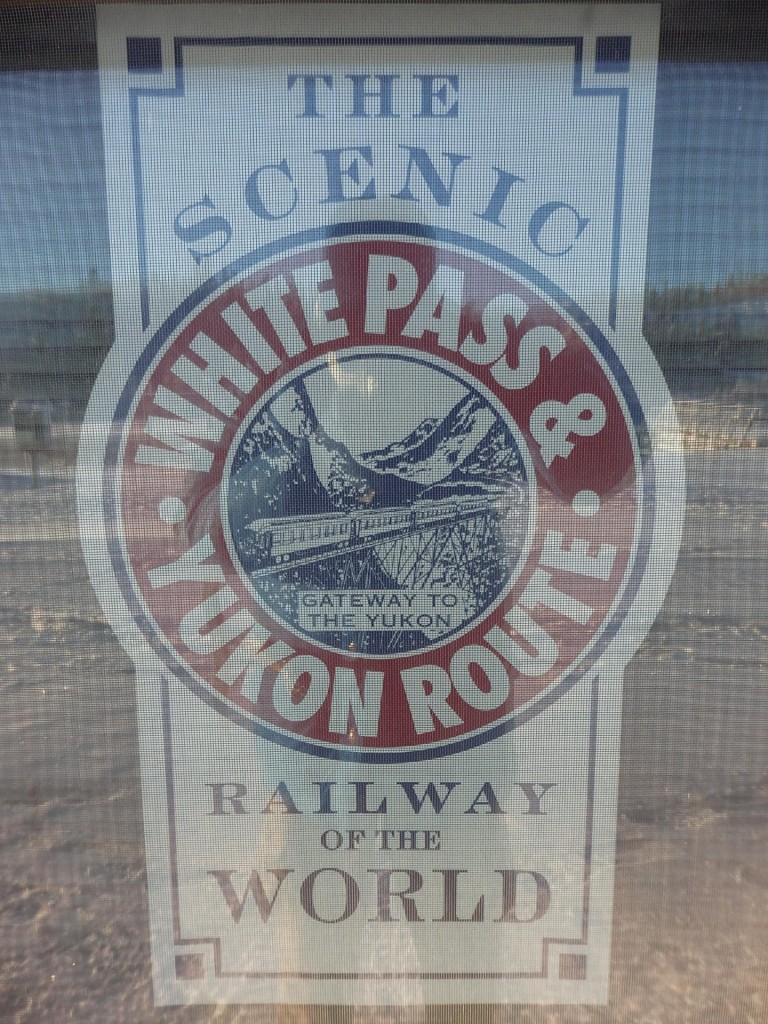 THE
SCENIC
WHITE PASS &
• YUKON ROUTE •
GATEWAY TO
THE YUKON
RAILWAY
OF THE
WORLD